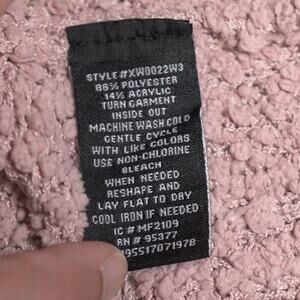 STYLE #XW0022W3
86% POLYESTER
14% ACRYLIC
TURN GARMENT
INSIDE OUT
MACHINE WASH COLD
GENTLE CYCLE
WITH LIKE COLORS
USE NON-CHLORINE
BLEACH
WHEN NEEDED
RESHAPE AND
LAY FLAT TO DRY
COOL IRON IF NEEDED
IC # MF2109
RN # 95377
195517071978